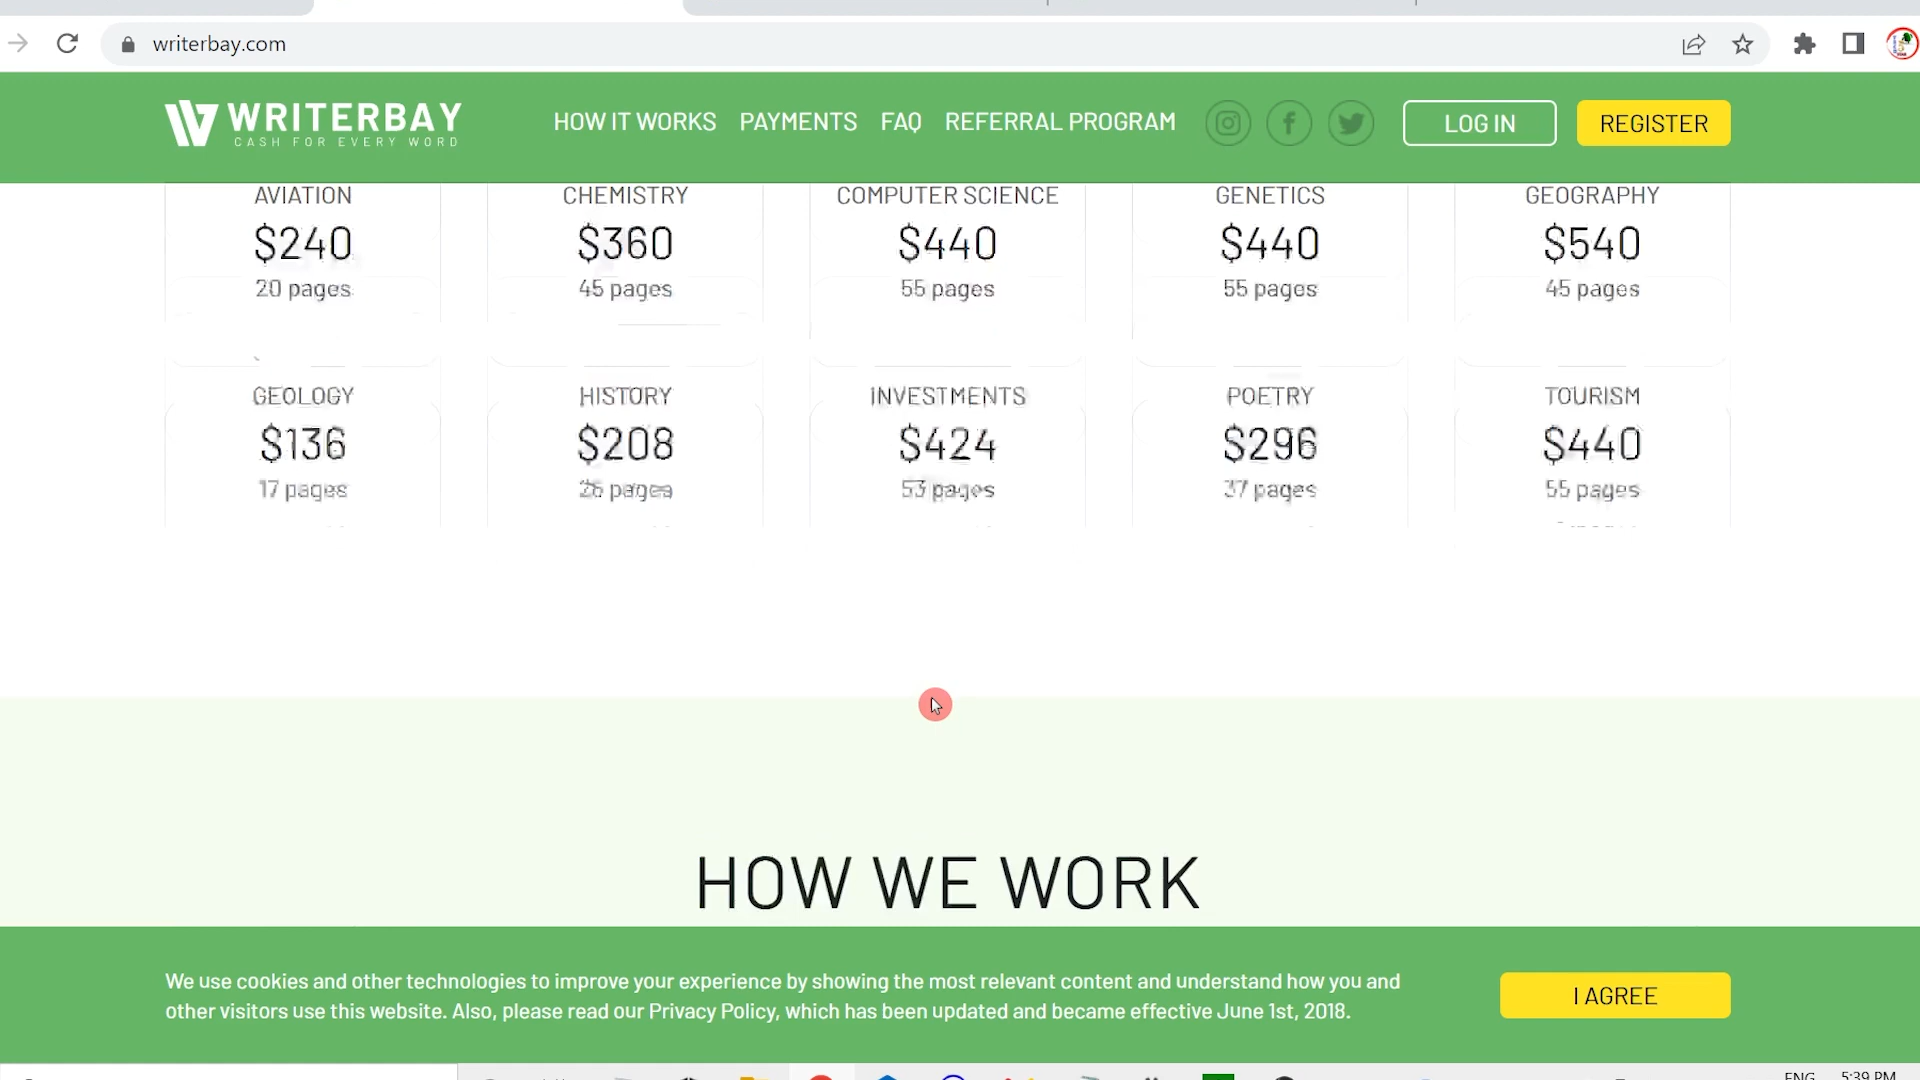 writerbay.com
WRITERBAY
CASH FOR EVERY WORD
HOW IT WORKS PAYMENTS FAQ REFERRAL PROGRAM LOG IN REGISTER
AVIATION CHEMISTRY COMPUTER SCIENCE GENETICS GEOGRAPHY
$240 $360 $440 $440 $540
20 pages 45 pages 55 pages 55 pages 45 pages
GEOLOGY HISTORY INVESTMENTS POETRY TOURISM
$136 $208 $424 $296 $440
17 pages 26 pages 53 pages 37 pages 55 pages
HOW WE WORK
We use cookies and other technologies to improve your experience by showing the most relevant content and understand how you and
other visitors use this website. Also, please read our Privacy Policy, which has been updated and became effective June 1st, 2018.
I AGREE
ENG 5:39 PM